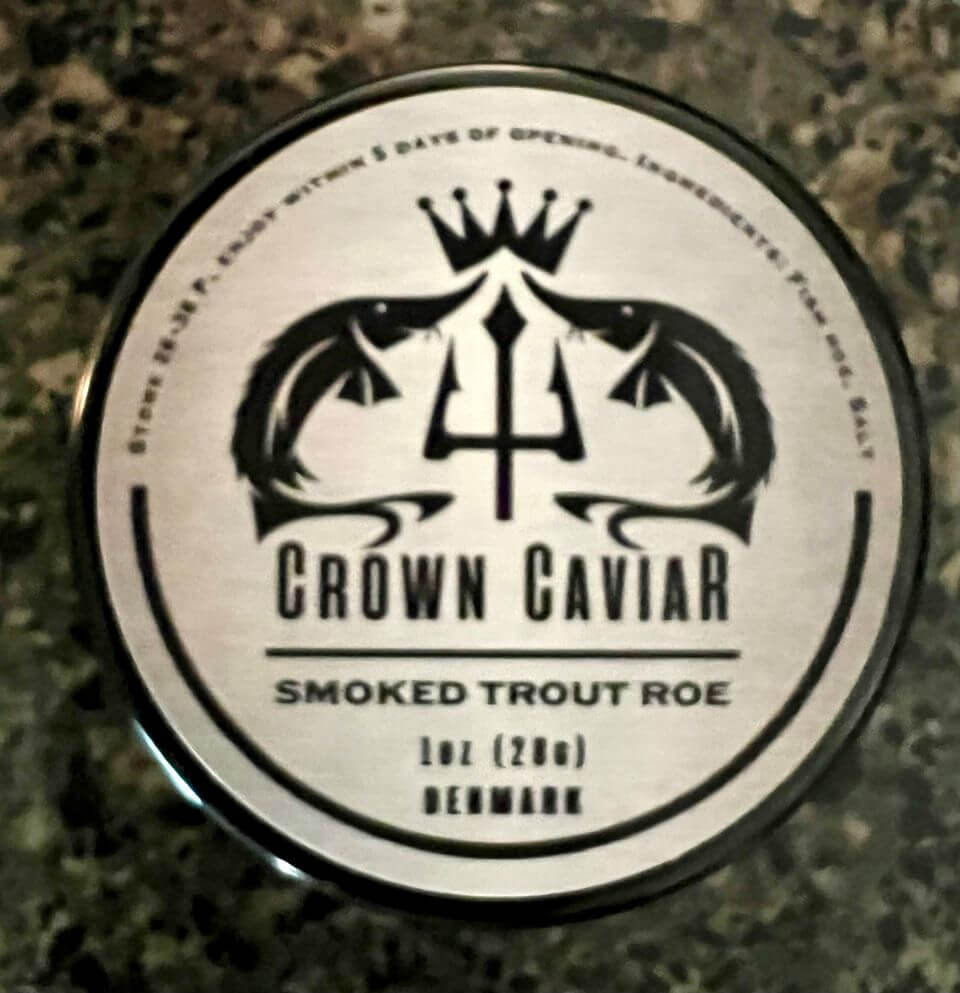 STORE 28-38 F, ENJOY WITHIN 5 DAYS OF OPENING. INGREDIENTS: FISH ROE, SALT
CROWN CAVIAR
SMOKED TROUT ROE
1oz (28g)
DENMARK